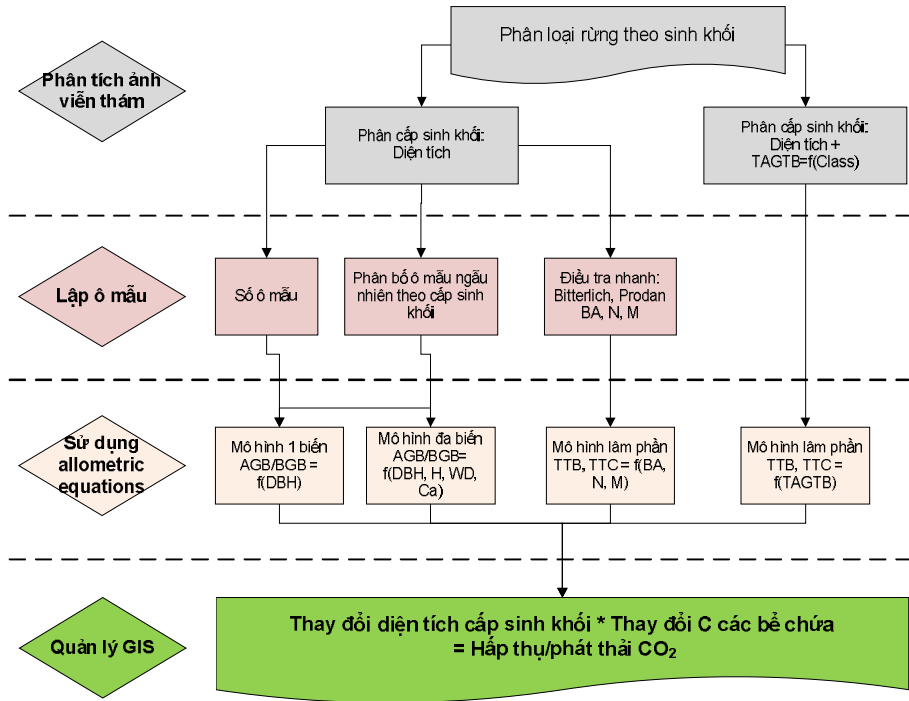 Phân loại rừng theo sinh khối
Phân tích ảnh
viễn thám
Phân cấp sinh khối:
Diện tích
Phân cấp sinh khối:
Diện tích +
TAGTB=f(Class)
Lập ô mẫu
Số ô mẫu
Phân bố ô mẫu ngẫu
nhiên theo cấp sinh
khối
Điều tra nhanh:
Bitterlich, Prodan
BA, N, M
Sử dụng
allometric
equations
Mô hình 1 biến
AGB/BGB =
f(DBH)
Mô hình đa biến
AGB/BGB=
f(DBH, H, WD,
Ca)
Mô hình lâm phần
TTB, TTC = f(BA,
N, M)
Mô hình lâm phần
TTB, TTC =
f(TAGTB)
Quản lý GIS
Thay đổi diện tích cấp sinh khối * Thay đổi C các bể chứa
= Hấp thụ/phát thải CO₂